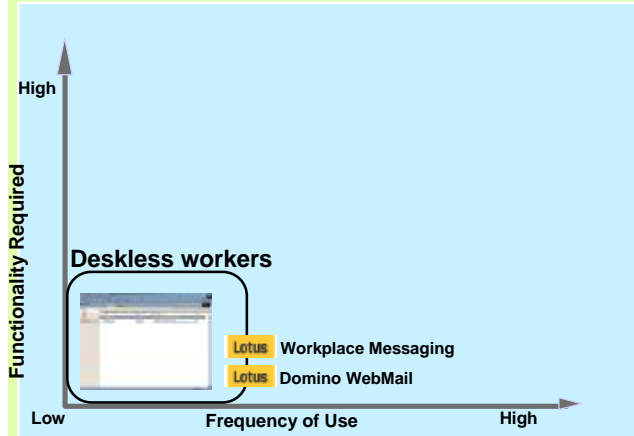 High
Functionality Required
Deskless workers
Lotus Workplace Messaging
Lotus Domino WebMail
Low Frequency of Use High